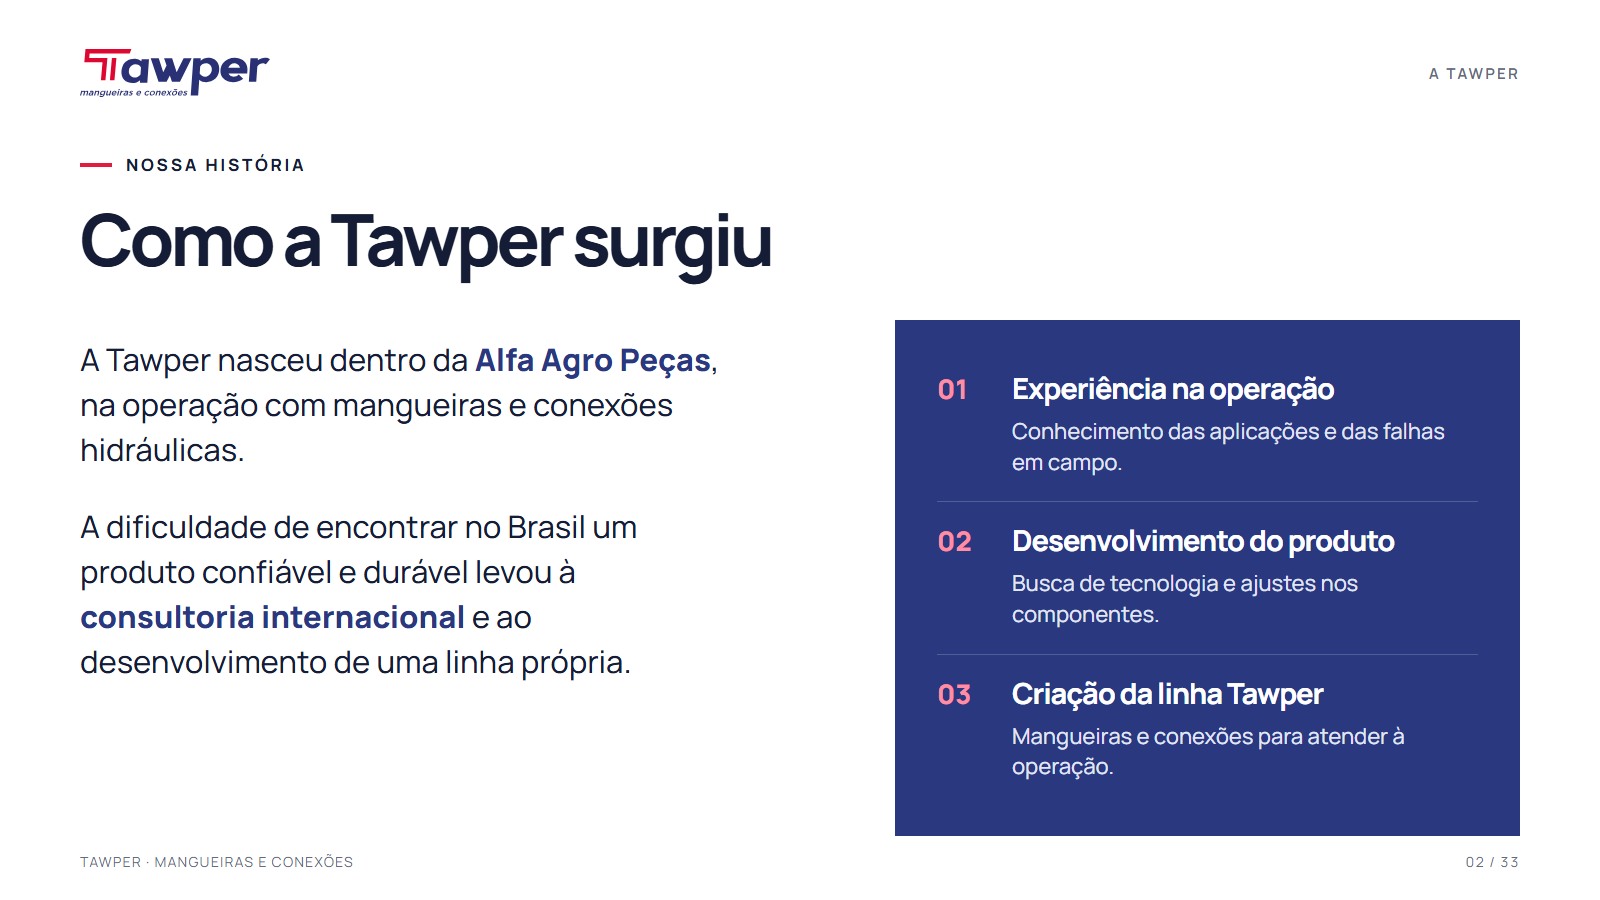 Tawper
mangueiras e conexões
A TAWPER
NOSSA HISTÓRIA
Como a Tawper surgiu
A Tawper nasceu dentro da Alfa Agro Peças,
na operação com mangueiras e conexões
hidráulicas.
A dificuldade de encontrar no Brasil um
produto confiável e durável levou à
consultoria internacional e ao
desenvolvimento de uma linha própria.
01 Experiência na operação
Conhecimento das aplicações e das falhas
em campo.
02 Desenvolvimento do produto
Busca de tecnologia e ajustes nos
componentes.
03 Criação da linha Tawper
Mangueiras e conexões para atender à
operação.
TAWPER · MANGUEIRAS E CONEXÕES
02 / 33